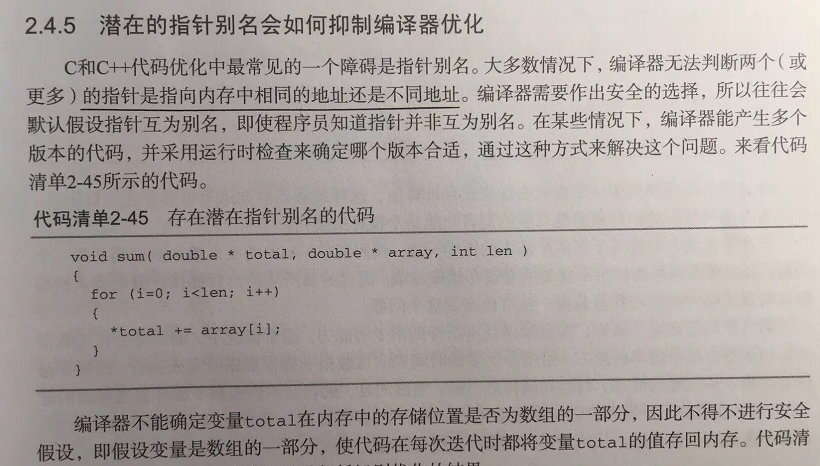 2.4.5 潜在的指针别名会如何抑制编译器优化
C和C++代码优化中最常见的一个障碍是指针别名。大多数情况下，编译器无法判断两个（或
更多）的指针是指向内存中相同的地址还是不同地址。编译器需要作出安全的选择，所以往往会
默认假设指针互为别名，即使程序员知道指针并非互为别名。在某些情况下，编译器能产生多个
版本的代码，并采用运行时检查来确定哪个版本合适，通过这种方式来解决这个问题。来看代码
清单2-45所示的代码。
代码清单2-45 存在潜在指针别名的代码
void sum( double * total, double * array, int len )
{
for (i=0; i<len; i++)
{
*total += array[i];
}
}
编译器不能确定变量total在内存中的存储位置是否为数组的一部分，因此不得不进行安全
假设，即假设变量是数组的一部分，使代码在每次迭代时都将变量total的值存回内存。代码清